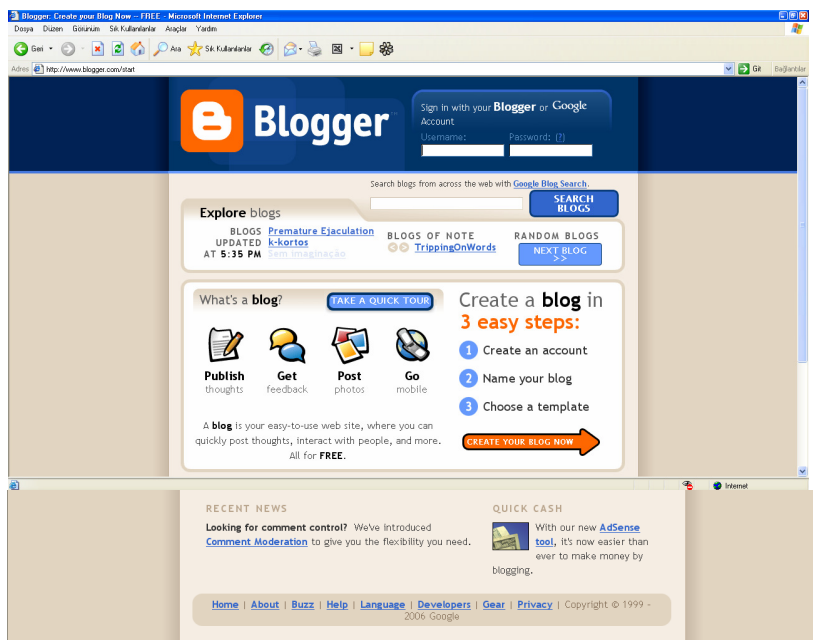 Blogger: Create your Blog Now -- FREE - Microsoft Internet Explorer
Dosya Düzen Görünüm Sık Kullanılanlar Araçlar Yardım
Geri Ara Sık Kullanılanlar
Adres http://www.blogger.com/start Git Bağlantılar
Blogger
Sign in with your Blogger or Google
Account
Username: Password: (?)
Search blogs from across the web with Google Blog Search.
SEARCH
BLOGS
Explore blogs
BLOGS
UPDATED
AT 5:35 PM
Premature Ejaculation
k-kortos
Sem imaginação
BLOGS OF NOTE
TrippingOnWords
RANDOM BLOGS
NEXT BLOG
>>
What's a blog? TAKE A QUICK TOUR
Publish
thoughts
Get
feedback
Post
photos
Go
mobile
A blog is your easy-to-use web site, where you can
quickly post thoughts, interact with people, and more.
All for FREE.
Create a blog in
3 easy steps:
1 Create an account
2 Name your blog
3 Choose a template
CREATE YOUR BLOG NOW
Internet
RECENT NEWS
Looking for comment control? We've introduced
Comment Moderation to give you the flexibility you need.
QUICK CASH
With our new AdSense
tool, it's now easier than
ever to make money by
blogging.
Home | About | Buzz | Help | Language | Developers | Gear | Privacy | Copyright © 1999 -
2006 Google